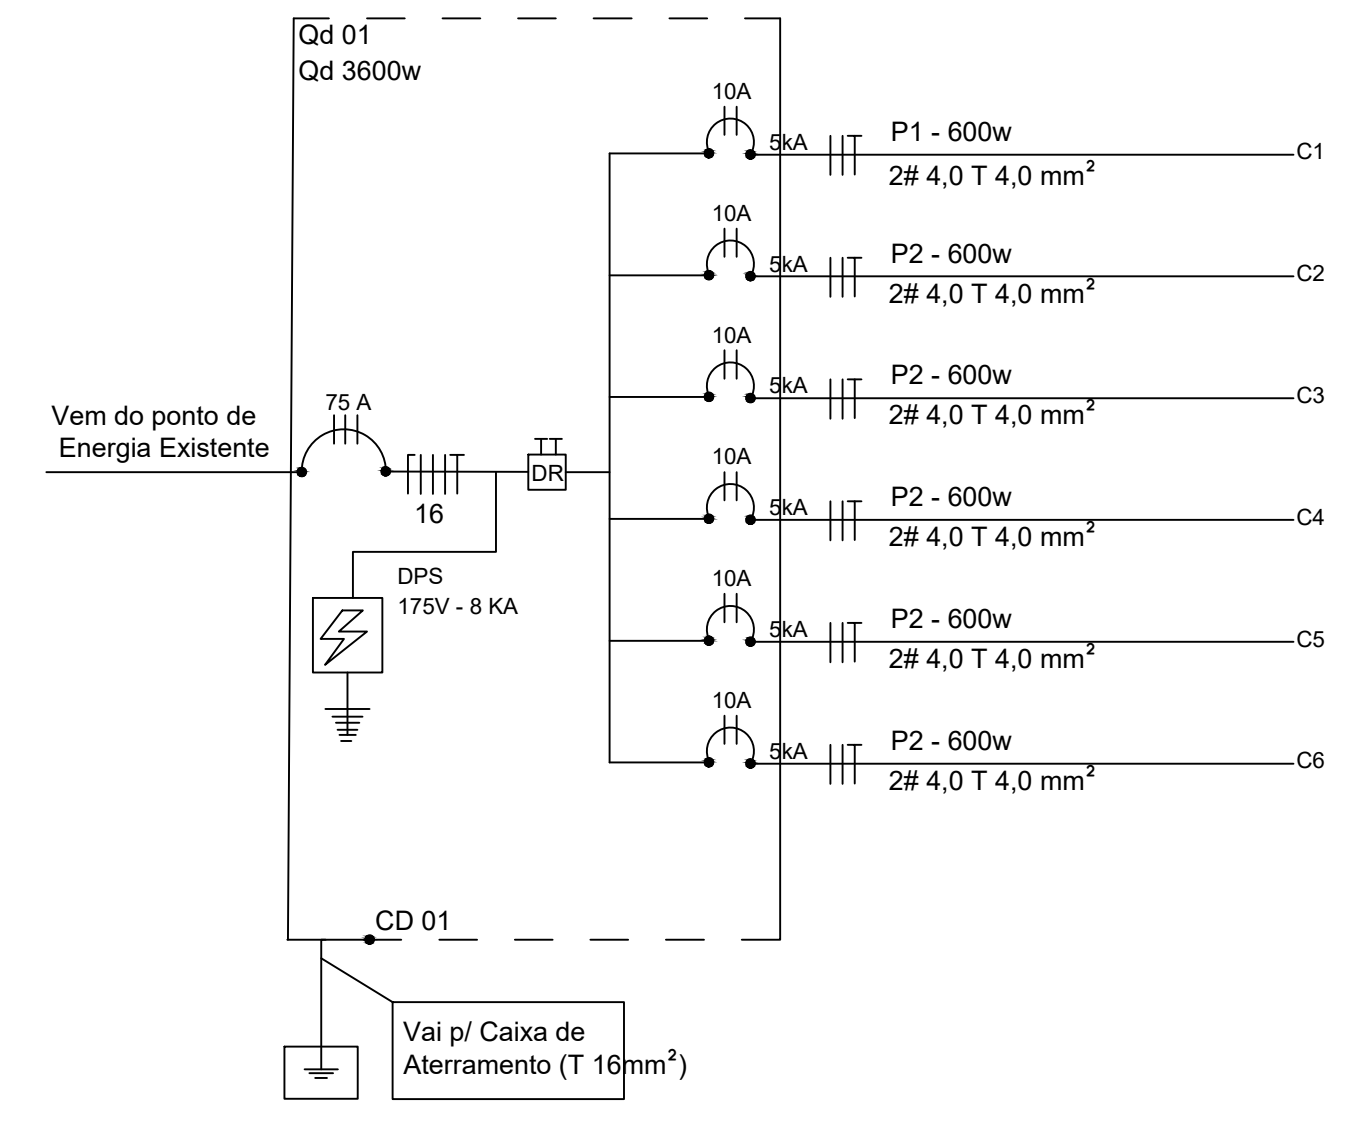 Qd 01
Qd 3600w
10A
5kA
P1 - 600w
2# 4,0 T 4,0 mm²
C1
10A
5kA
P2 - 600w
2# 4,0 T 4,0 mm²
C2
10A
5kA
P2 - 600w
2# 4,0 T 4,0 mm²
C3
Vem do ponto de
Energia Existente
75 A
16
DR
10A
5kA
P2 - 600w
2# 4,0 T 4,0 mm²
C4
DPS
175V - 8 KA
10A
5kA
P2 - 600w
2# 4,0 T 4,0 mm²
C5
10A
5kA
P2 - 600w
2# 4,0 T 4,0 mm²
C6
CD 01
Vai p/ Caixa de
Aterramento (T 16mm²)